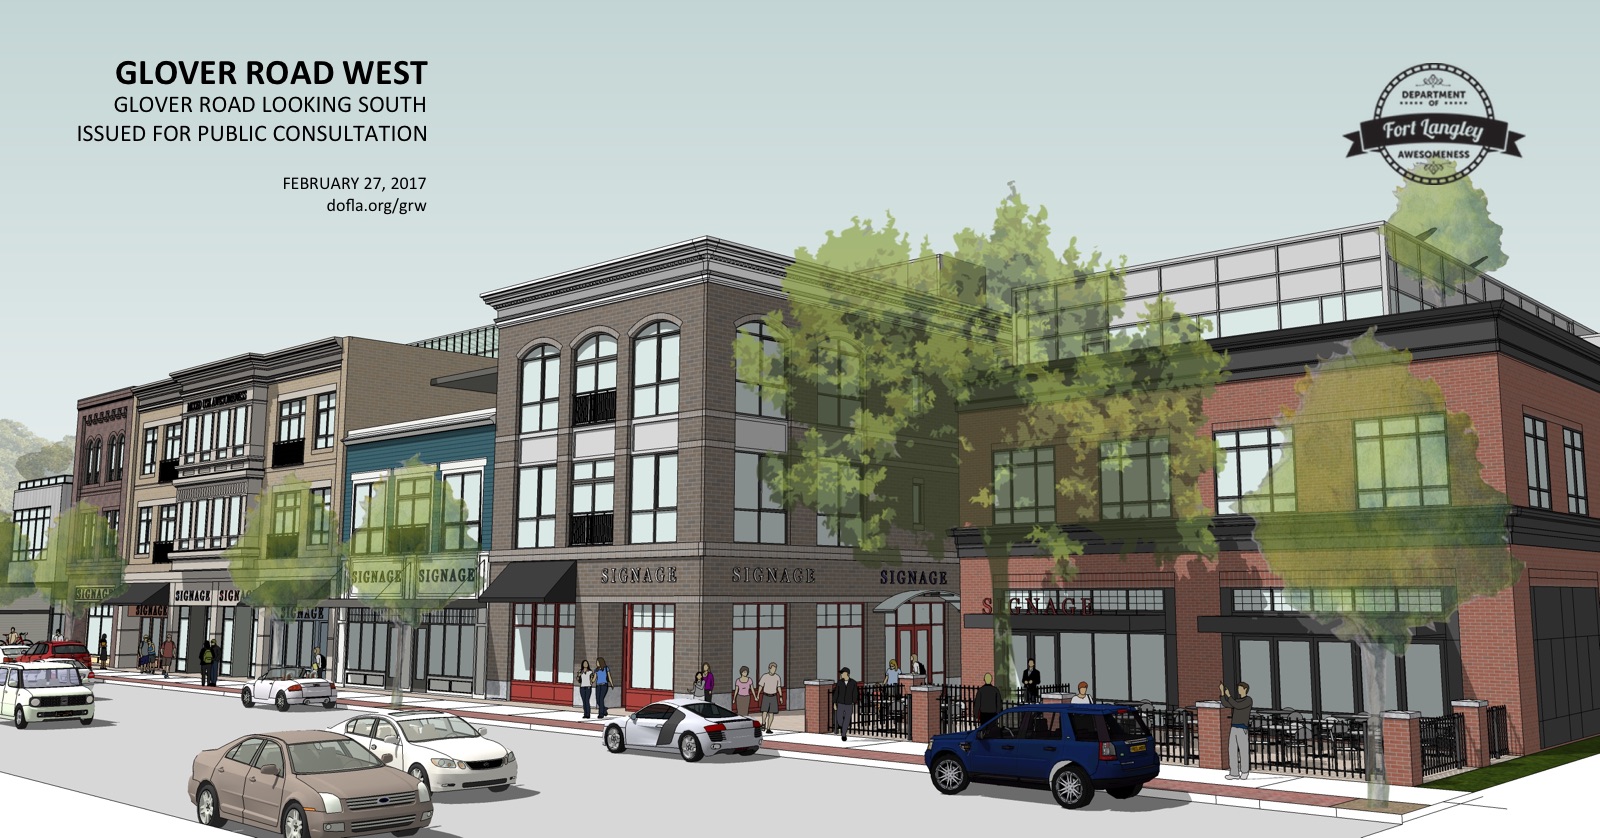 GLOVER ROAD WEST
GLOVER ROAD LOOKING SOUTH
ISSUED FOR PUBLIC CONSULTATION
FEBRUARY 27, 2017
dofla.org/grw
DEPARTMENT
OF
Fort Langley
AWESOMENESS
SIGNAGE
SIGNAGE
SIGNAGE
SIGNAGE
SIGNAGE
SIGNAGE
SIGNAGE
SIGNAGE
SIGNAGE
SIGNAGE